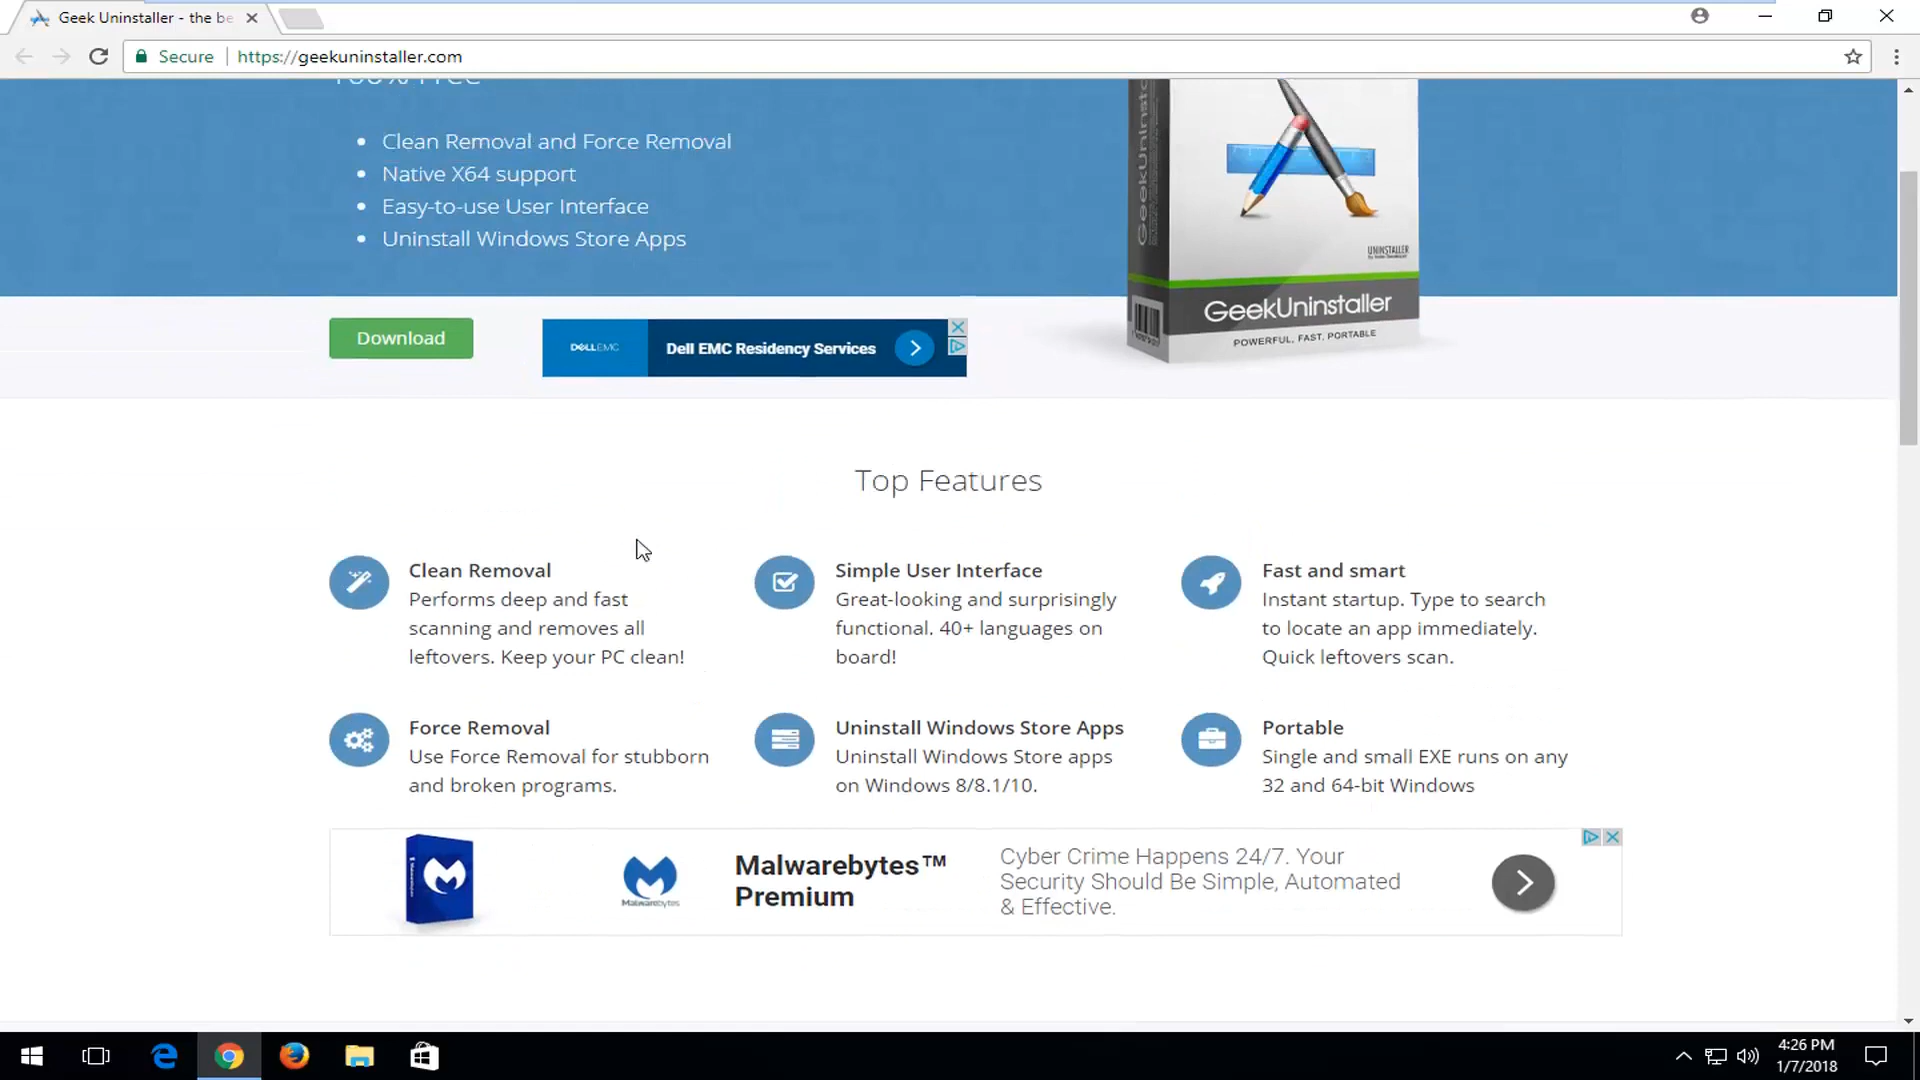 Geek Uninstaller - the be
Secure
https://geekuninstaller.com
100% Free
Clean Removal and Force Removal
Native X64 support
Easy-to-use User Interface
Uninstall Windows Store Apps
UNINSTALLER
GeekUninstaller
POWERFUL, FAST, PORTABLE
Download
DELL EMC
Dell EMC Residency Services
Top Features
Clean Removal
Performs deep and fast
scanning and removes all
leftovers. Keep your PC clean!
Simple User Interface
Great-looking and surprisingly
functional. 40+ languages on
board!
Fast and smart
Instant startup. Type to search
to locate an app immediately.
Quick leftovers scan.
Force Removal
Use Force Removal for stubborn
and broken programs.
Uninstall Windows Store Apps
Uninstall Windows Store apps
on Windows 8/8.1/10.
Portable
Single and small EXE runs on any
32 and 64-bit Windows
Malwarebytes
Malwarebytes™
Premium
Cyber Crime Happens 24/7. Your
Security Should Be Simple, Automated
& Effective.
4:26 PM
1/7/2018